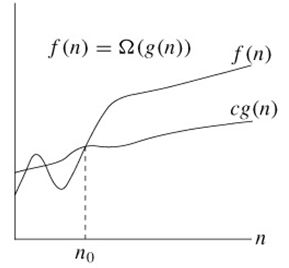 f(n) = Ω(g(n))
f(n)
cg(n)
n
n₀